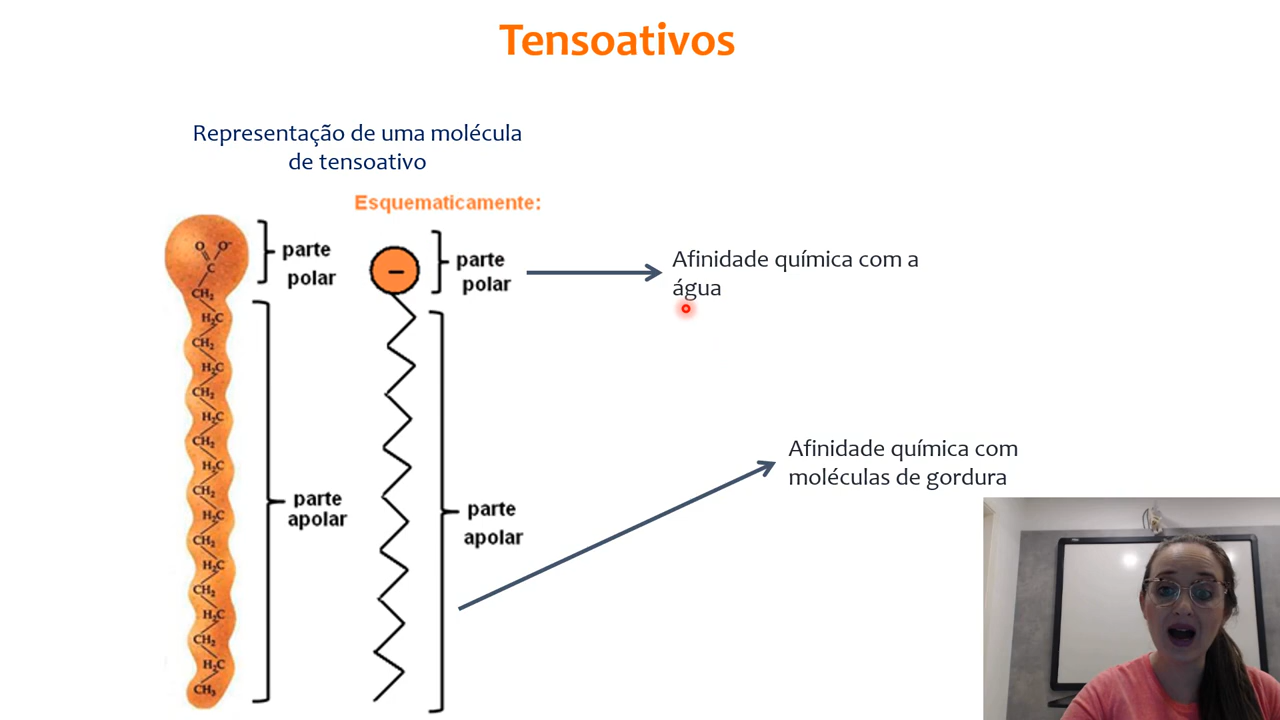 Tensoativos
Representação de uma molécula
de tensoativo
Esquematicamente:
parte
polar
parte
polar
Afinidade química com a
água
O O⁻
C
CH₂
H₂C
CH₂
H₂C
CH₂
H₂C
CH₂
H₂C
CH₂
H₂C
CH₂
H₂C
CH₂
H₂C
CH₂
H₂C
CH₃
−
parte
apolar
parte
apolar
Afinidade química com
moléculas de gordura